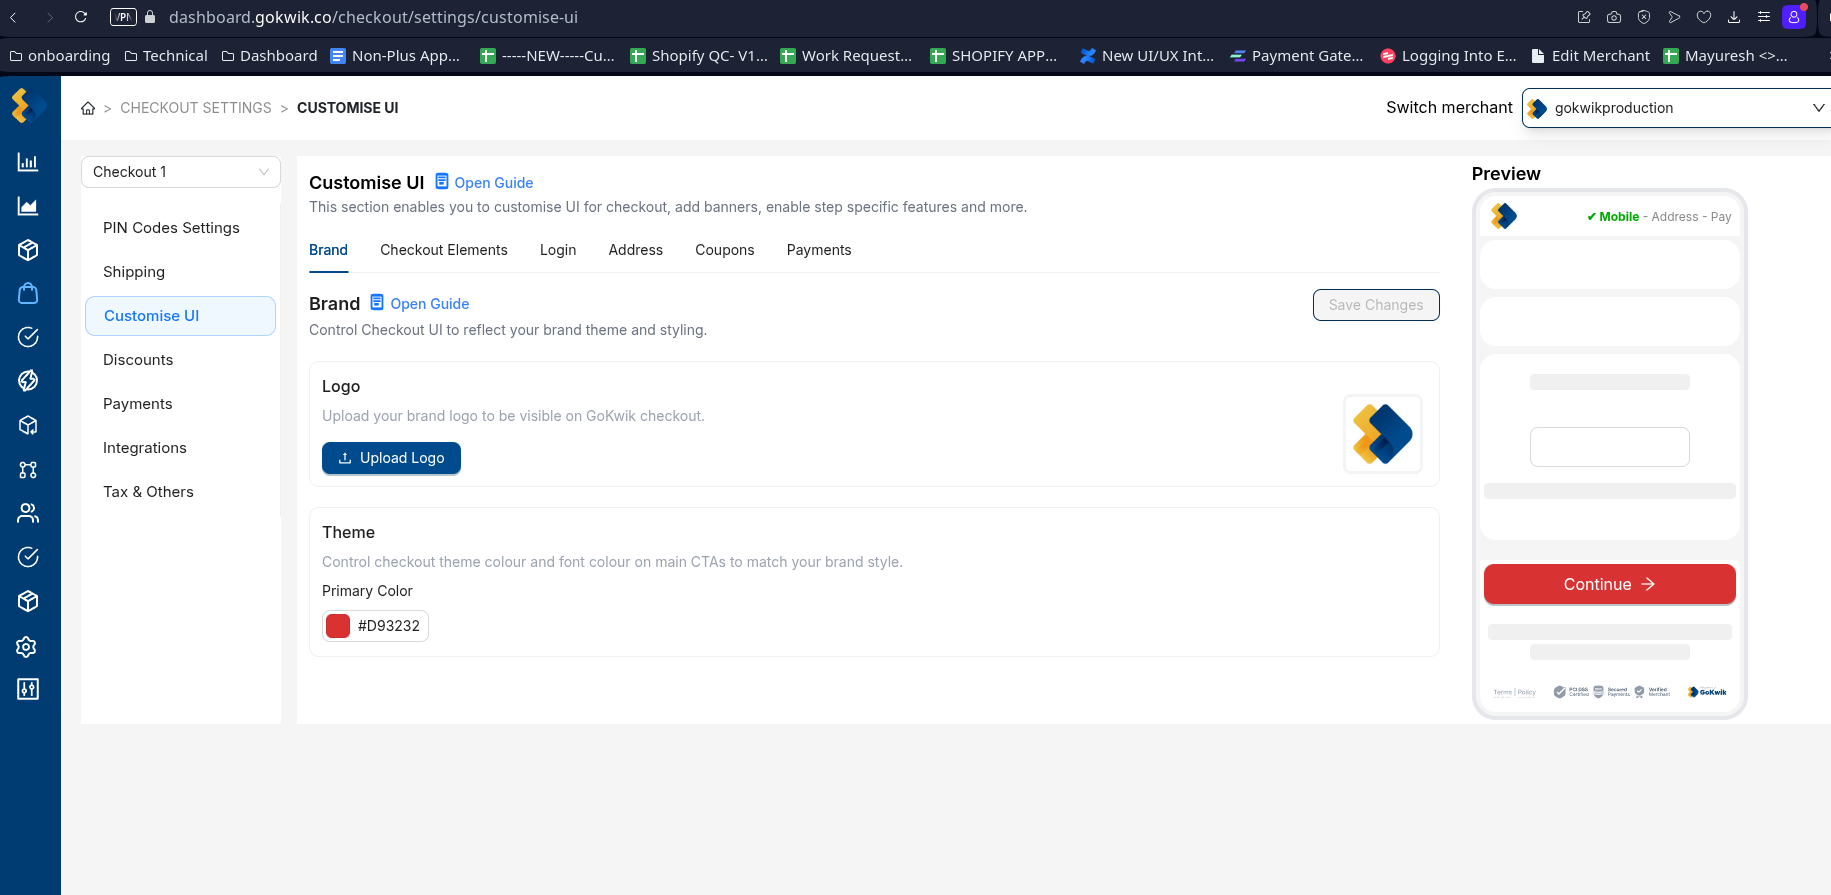 VPN dashboard.gokwik.co/checkout/settings/customise-ui
onboarding Technical Dashboard Non-Plus App... -----NEW-----Cu... Shopify QC- V1... Work Request... SHOPIFY APP... New UI/UX Int... Payment Gate... Logging Into E... Edit Merchant Mayuresh <>...
> CHECKOUT SETTINGS > CUSTOMISE UI
Switch merchant gokwikproduction
Checkout 1
PIN Codes Settings
Shipping
Customise UI
Discounts
Payments
Integrations
Tax & Others
Customise UI Open Guide
This section enables you to customise UI for checkout, add banners, enable step specific features and more.
Brand Checkout Elements Login Address Coupons Payments
Brand Open Guide
Save Changes
Control Checkout UI to reflect your brand theme and styling.
Logo
Upload your brand logo to be visible on GoKwik checkout.
Upload Logo
Theme
Control checkout theme colour and font colour on main CTAs to match your brand style.
Primary Color
#D93232
Preview
✔ Mobile - Address - Pay
Continue →
Terms | Policy
PCI DSS Certified
Secured Payments
Verified Merchant
GoKwik